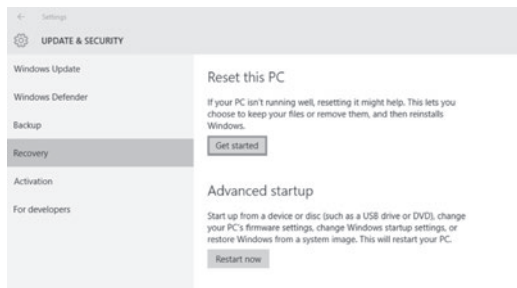 Settings
UPDATE & SECURITY
Windows Update
Windows Defender
Backup
Recovery
Activation
For developers
Reset this PC
If your PC isn't running well, resetting it might help. This lets you
choose to keep your files or remove them, and then reinstalls
Windows.
Get started
Advanced startup
Start up from a device or disc (such as a USB drive or DVD), change
your PC's firmware settings, change Windows startup settings, or
restore Windows from a system image. This will restart your PC.
Restart now